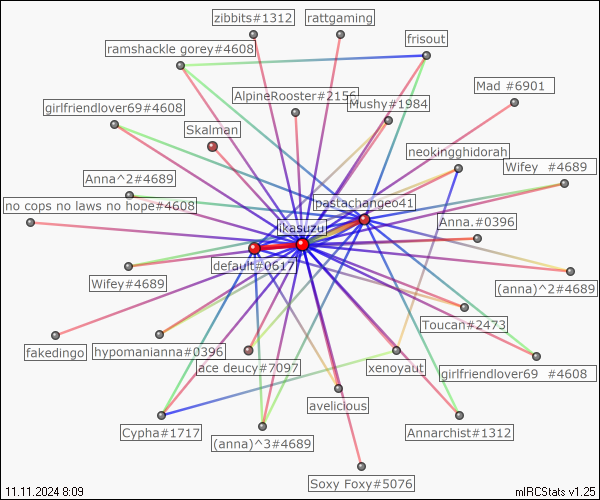 zibbits#1312
rattgaming
frisout
ramshackle gorey#4608
Mad #6901
AlpineRooster#2156
Mushy#1984
girlfriendlover69#4608
Skalman
neokingghidorah
Wifey #4689
Anna^2#4689
pastachangeo41
no cops no laws no hope#4608
Anna.#0396
ikasuzu
default#0617
Wifey#4689
(anna)^2#4689
Toucan#2473
fakedingo
hypomanianna#0396
ace deucy#7097
xenoyaut
girlfriendlover69 #4608
avelicious
Cypha#1717
(anna)^3#4689
Annarchist#1312
Soxy Foxy#5076
11.11.2024 8:09
mIRCStats v1.25